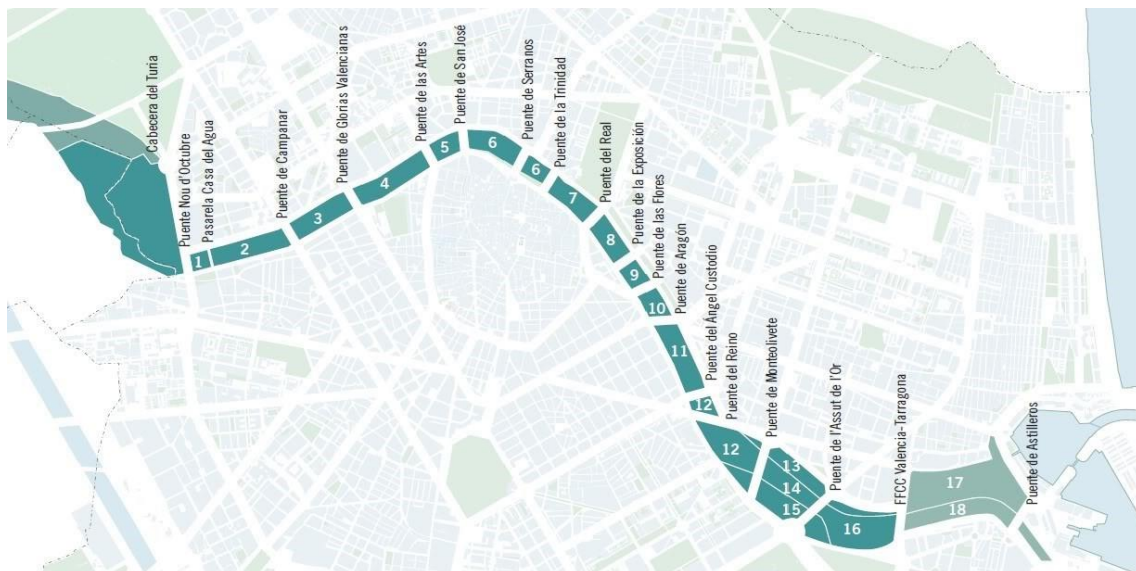 Cabecera del Turia
Puente Nou d'Octubre
Pasarela Casa del Agua
Puente de Campanar
Puente de Glorias Valencianas
Puente de las Artes
Puente de San José
Puente de Serranos
Puente de la Trinidad
Puente del Real
Puente de la Exposición
Puente de las Flores
Puente de Aragón
Puente del Ángel Custodio
Puente del Reino
Puente de Monteolivete
Puente de l'Assut de l'Or
FFCC Valencia-Tarragona
Puente de Astilleros
1
2
3
4
5
6
6
7
8
9
10
11
12
12
13
14
15
16
17
18